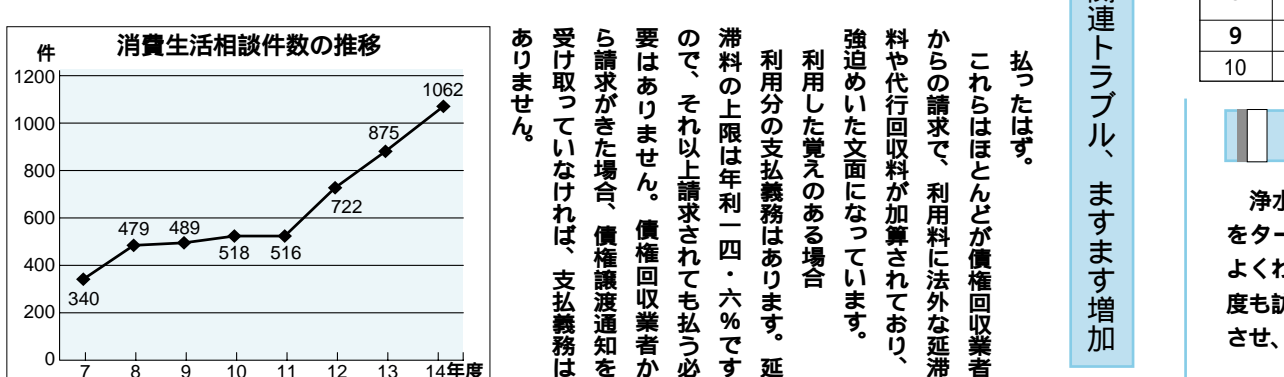 関連トラブル、ますます増加
9
10
浄水
をター
よくわ
度も訪
させ、
払ったはず。
これらはほとんどが債権回収業者
からの請求で、利用料に法外な延滞
料や代行回収料が加算されており、
強迫めいた文面になっています。
利用した覚えのある場合
利用分の支払義務はあります。延
滞料の上限は年利一四・六%です
ので、それ以上請求されても払う必
要はありません。債権回収業者か
ら請求がきた場合、債権譲渡通知を
受け取っていなければ、支払義務は
ありません。
消費生活相談件数の推移
件
1200
1000
800
600
400
200
0
340
479
489
518
516
722
875
1062
7 8 9 10 11 12 13 14年度